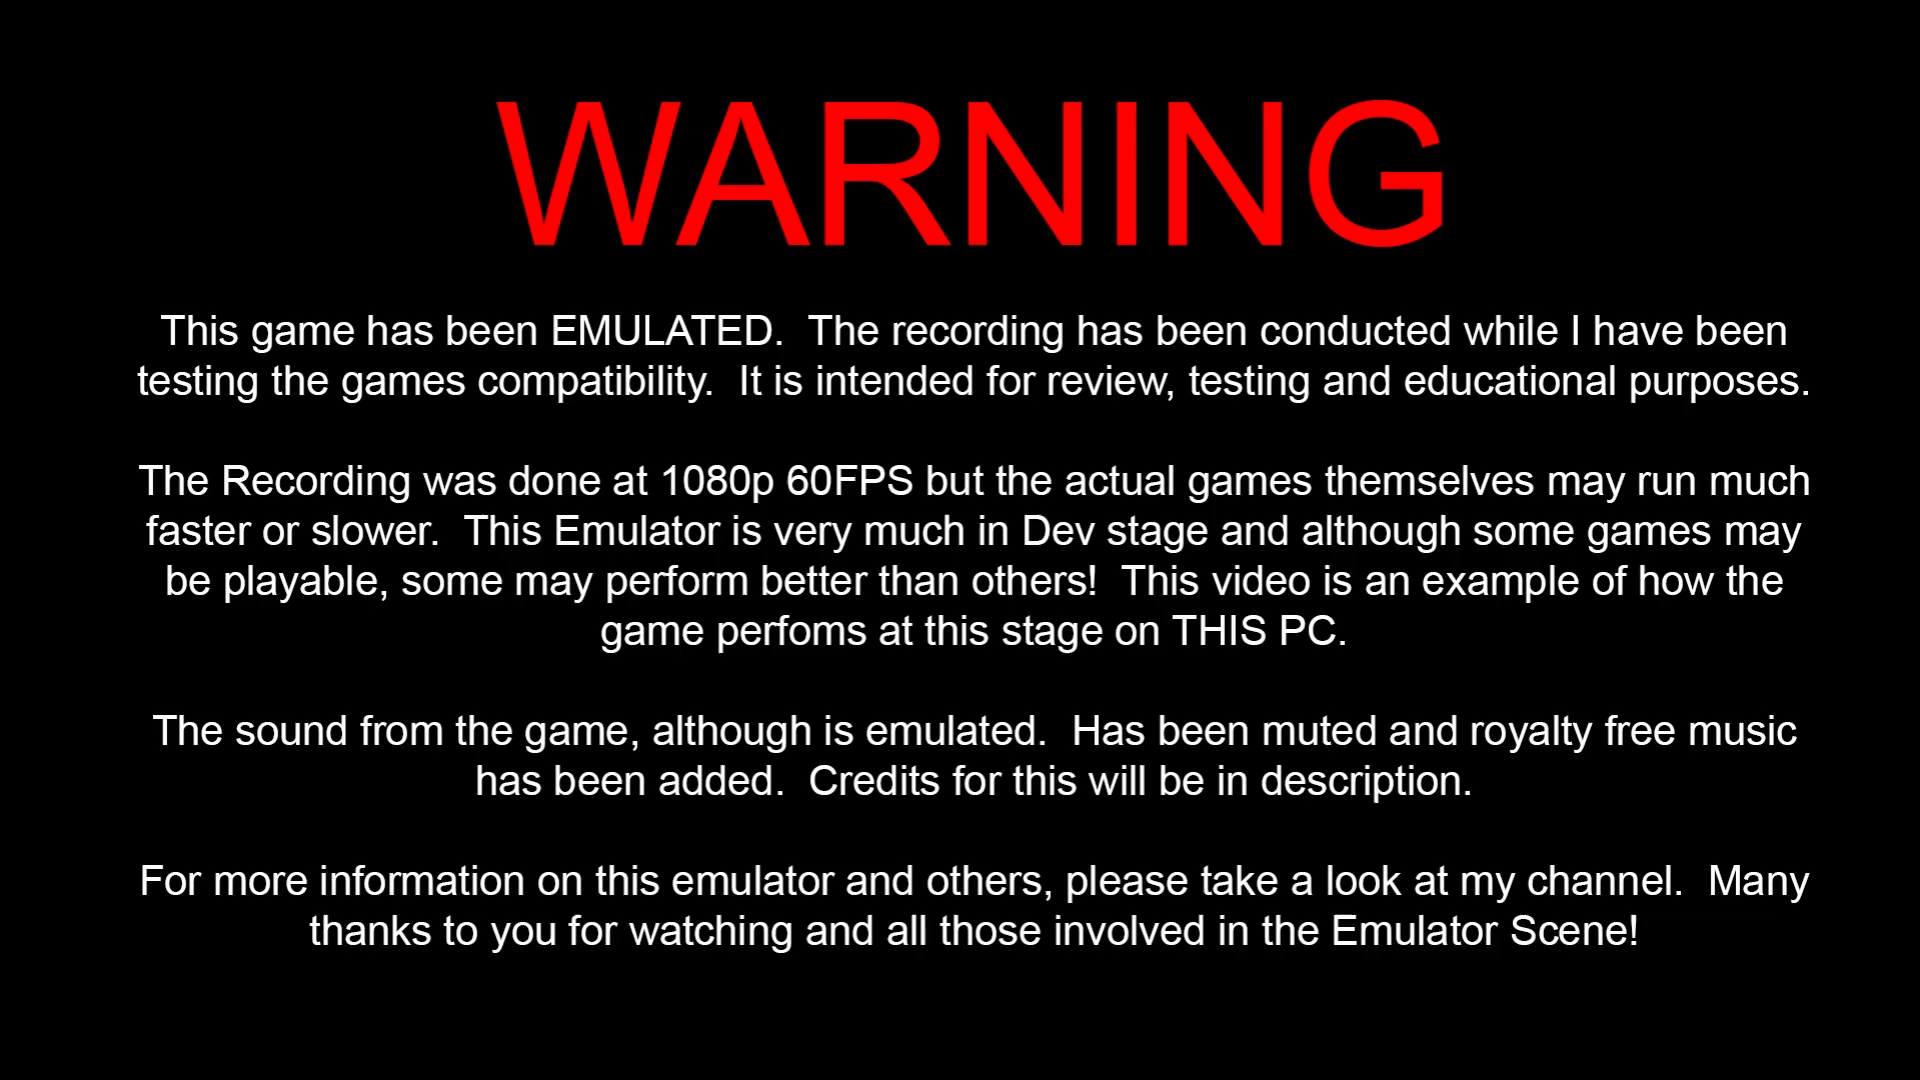 WARNING
This game has been EMULATED.  The recording has been conducted while I have been
testing the games compatibility.  It is intended for review, testing and educational purposes.
The Recording was done at 1080p 60FPS but the actual games themselves may run much
faster or slower.  This Emulator is very much in Dev stage and although some games may
be playable, some may perform better than others!  This video is an example of how the
game perfoms at this stage on THIS PC.
The sound from the game, although is emulated.  Has been muted and royalty free music
has been added.  Credits for this will be in description.
For more information on this emulator and others, please take a look at my channel.  Many
thanks to you for watching and all those involved in the Emulator Scene!